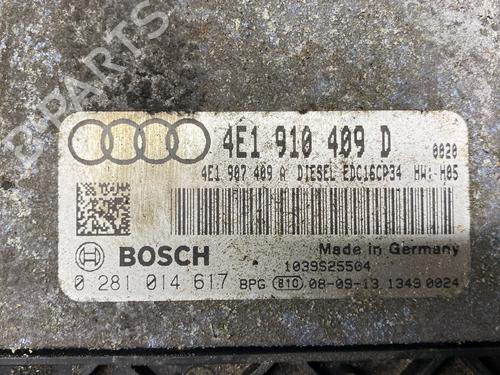 B-PARTS
4E1 910 409 D 0020
4E1 907 409 A DIESEL EDC16CP34 HW:H05
BOSCH Made in Germany
1039S25504
0 281 014 617 BPG 810 08-09-13 1349 0024